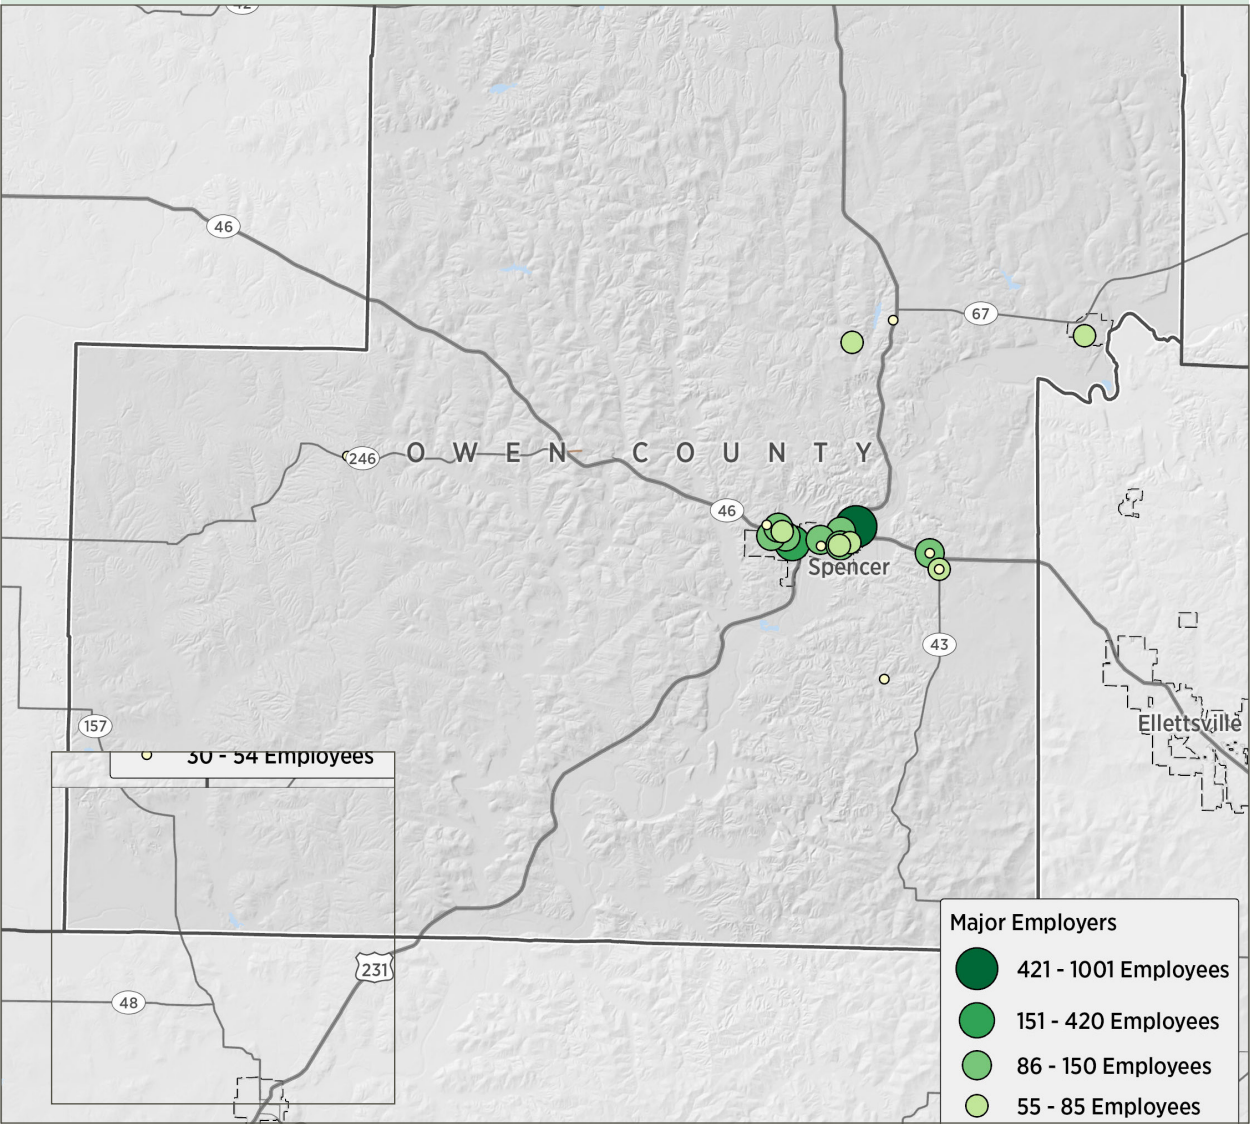 42
46
67
OWEN COUNTY
246
46
Spencer
43
157
Ellettsville
30 - 54 Employees
Major Employers
421 - 1001 Employees
231
48
151 - 420 Employees
86 - 150 Employees
55 - 85 Employees